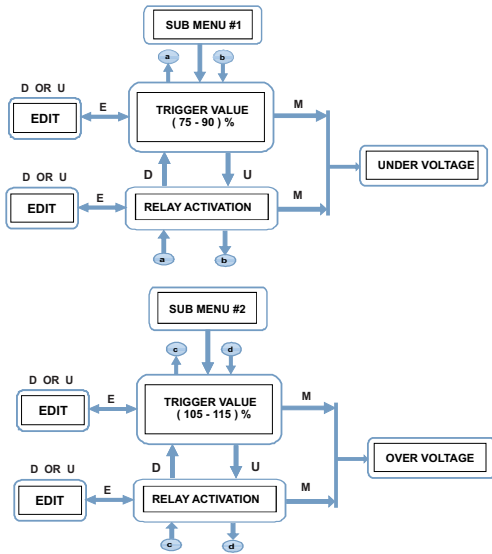 SUB MENU #1
a b
D OR U
EDIT
E
TRIGGER VALUE
( 75 - 90 ) %
M
D U
UNDER VOLTAGE
D OR U
EDIT
E
RELAY ACTIVATION
M
a b
SUB MENU #2
c d
D OR U
EDIT
E
TRIGGER VALUE
( 105 - 115 ) %
M
D U
OVER VOLTAGE
D OR U
EDIT
E
RELAY ACTIVATION
M
c d